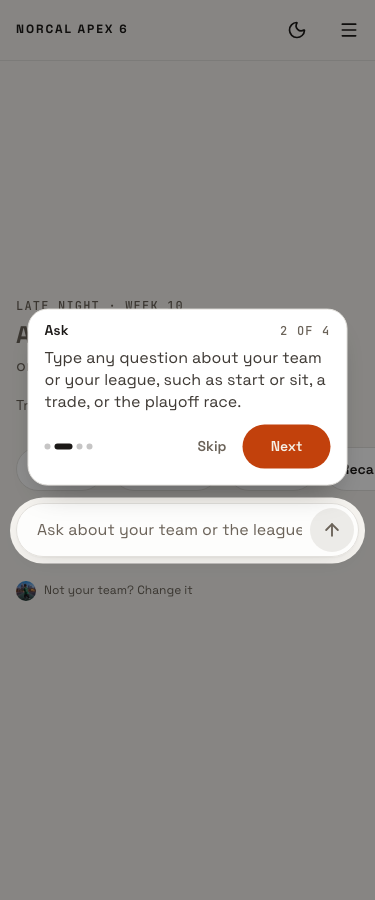 NORCAL APEX 6
LATE NIGHT · WEEK 10
Ask
2 OF 4
Type any question about your team
or your league, such as start or sit, a
trade, or the playoff race.
Skip
Next
Ask about your team or the league
Not your team? Change it